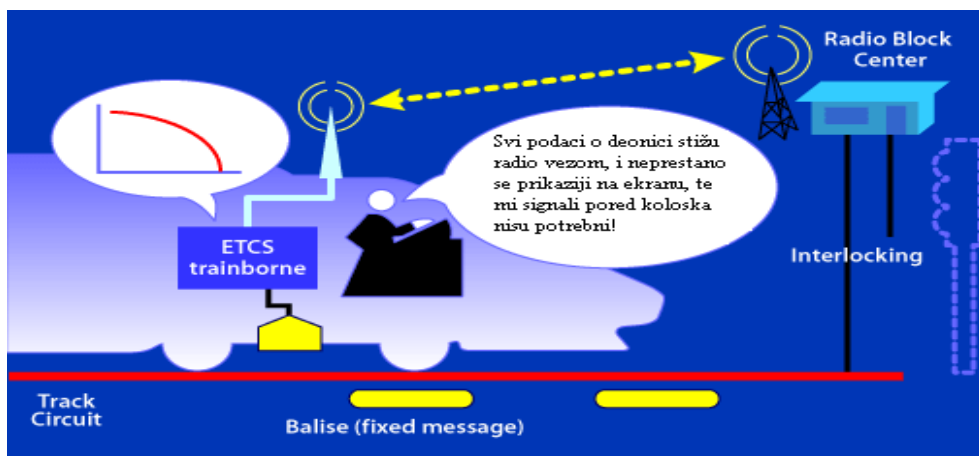 Radio Block
Center
Svi podaci o deonici stižu
radio vezom, i neprestano
se prikaziji na ekranu, te
mi signali pored koloska
nisu potrebni!
ETCS
trainborne
Interlocking
Track
Circuit
Balise (fixed message)